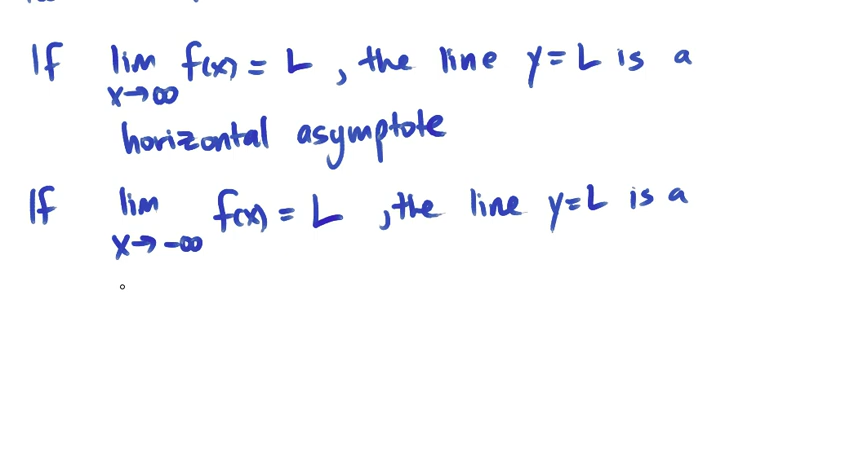 If lim f(x) = L , the line y=L is a
x→∞
horizontal asymptote
If lim f(x) = L , the line y=L is a
x→-∞